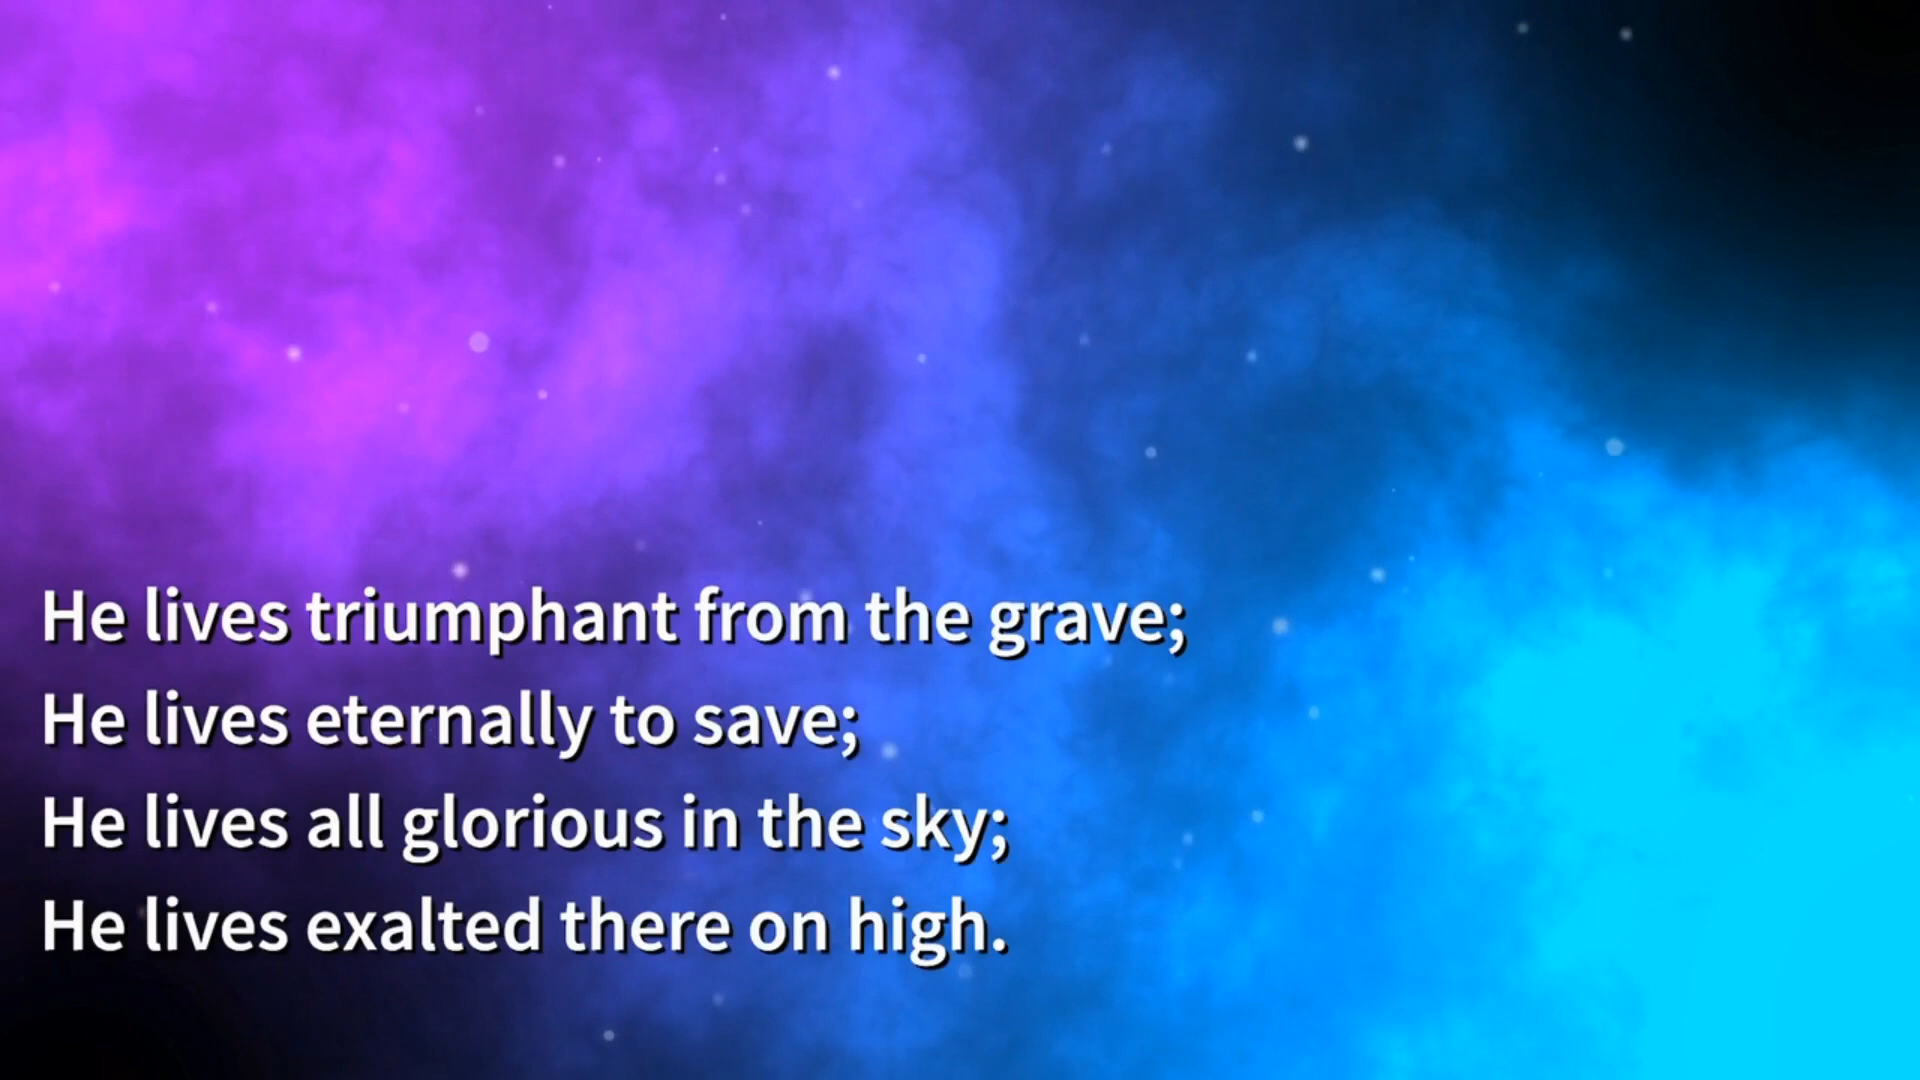 He lives triumphant from the grave;
He lives eternally to save;
He lives all glorious in the sky;
He lives exalted there on high.